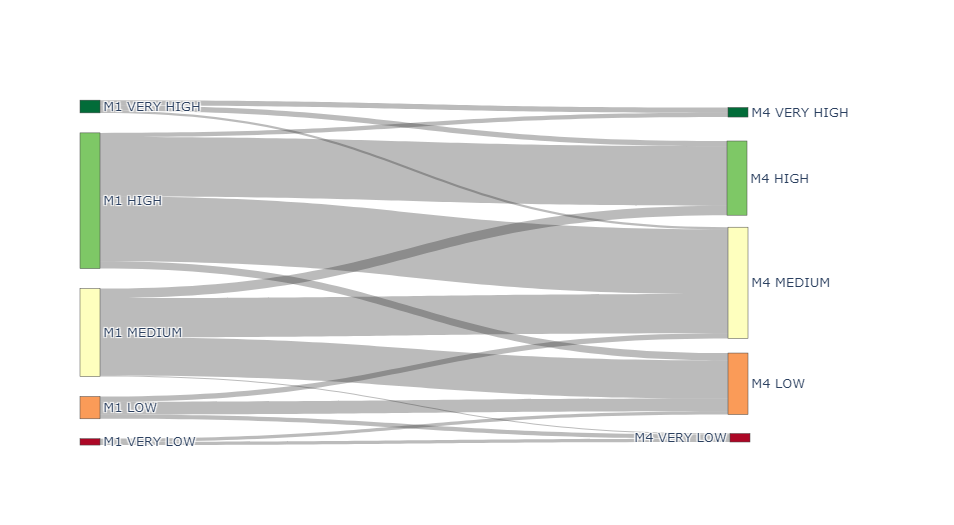 M1 VERY HIGH
M1 HIGH
M1 MEDIUM
M1 LOW
M1 VERY LOW
M4 VERY HIGH
M4 HIGH
M4 MEDIUM
M4 LOW
M4 VERY LOW